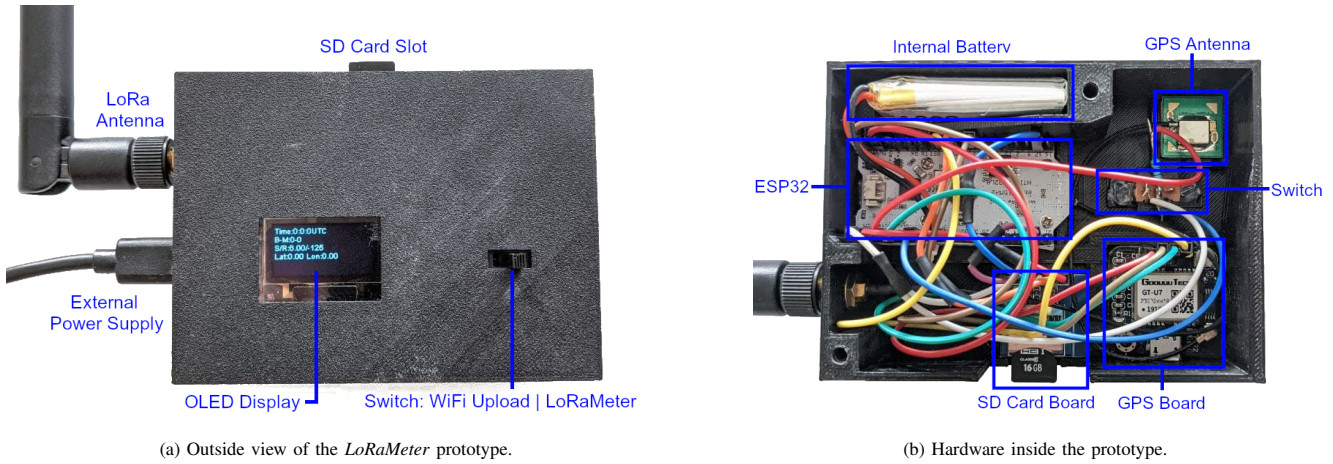 SD Card Slot
LoRa
Antenna
Time:0:0:0UTC
B-M:0-0
S/R:6.00/-125
Lat:0.00 Lon:0.00
External
Power Supply
OLED Display
Switch: WiFi Upload | LoRaMeter
(a) Outside view of the LoRaMeter prototype.
Internal Battery
GPS Antenna
ESP32
Switch
GT-U7
16GB
SD Card Board
GPS Board
(b) Hardware inside the prototype.